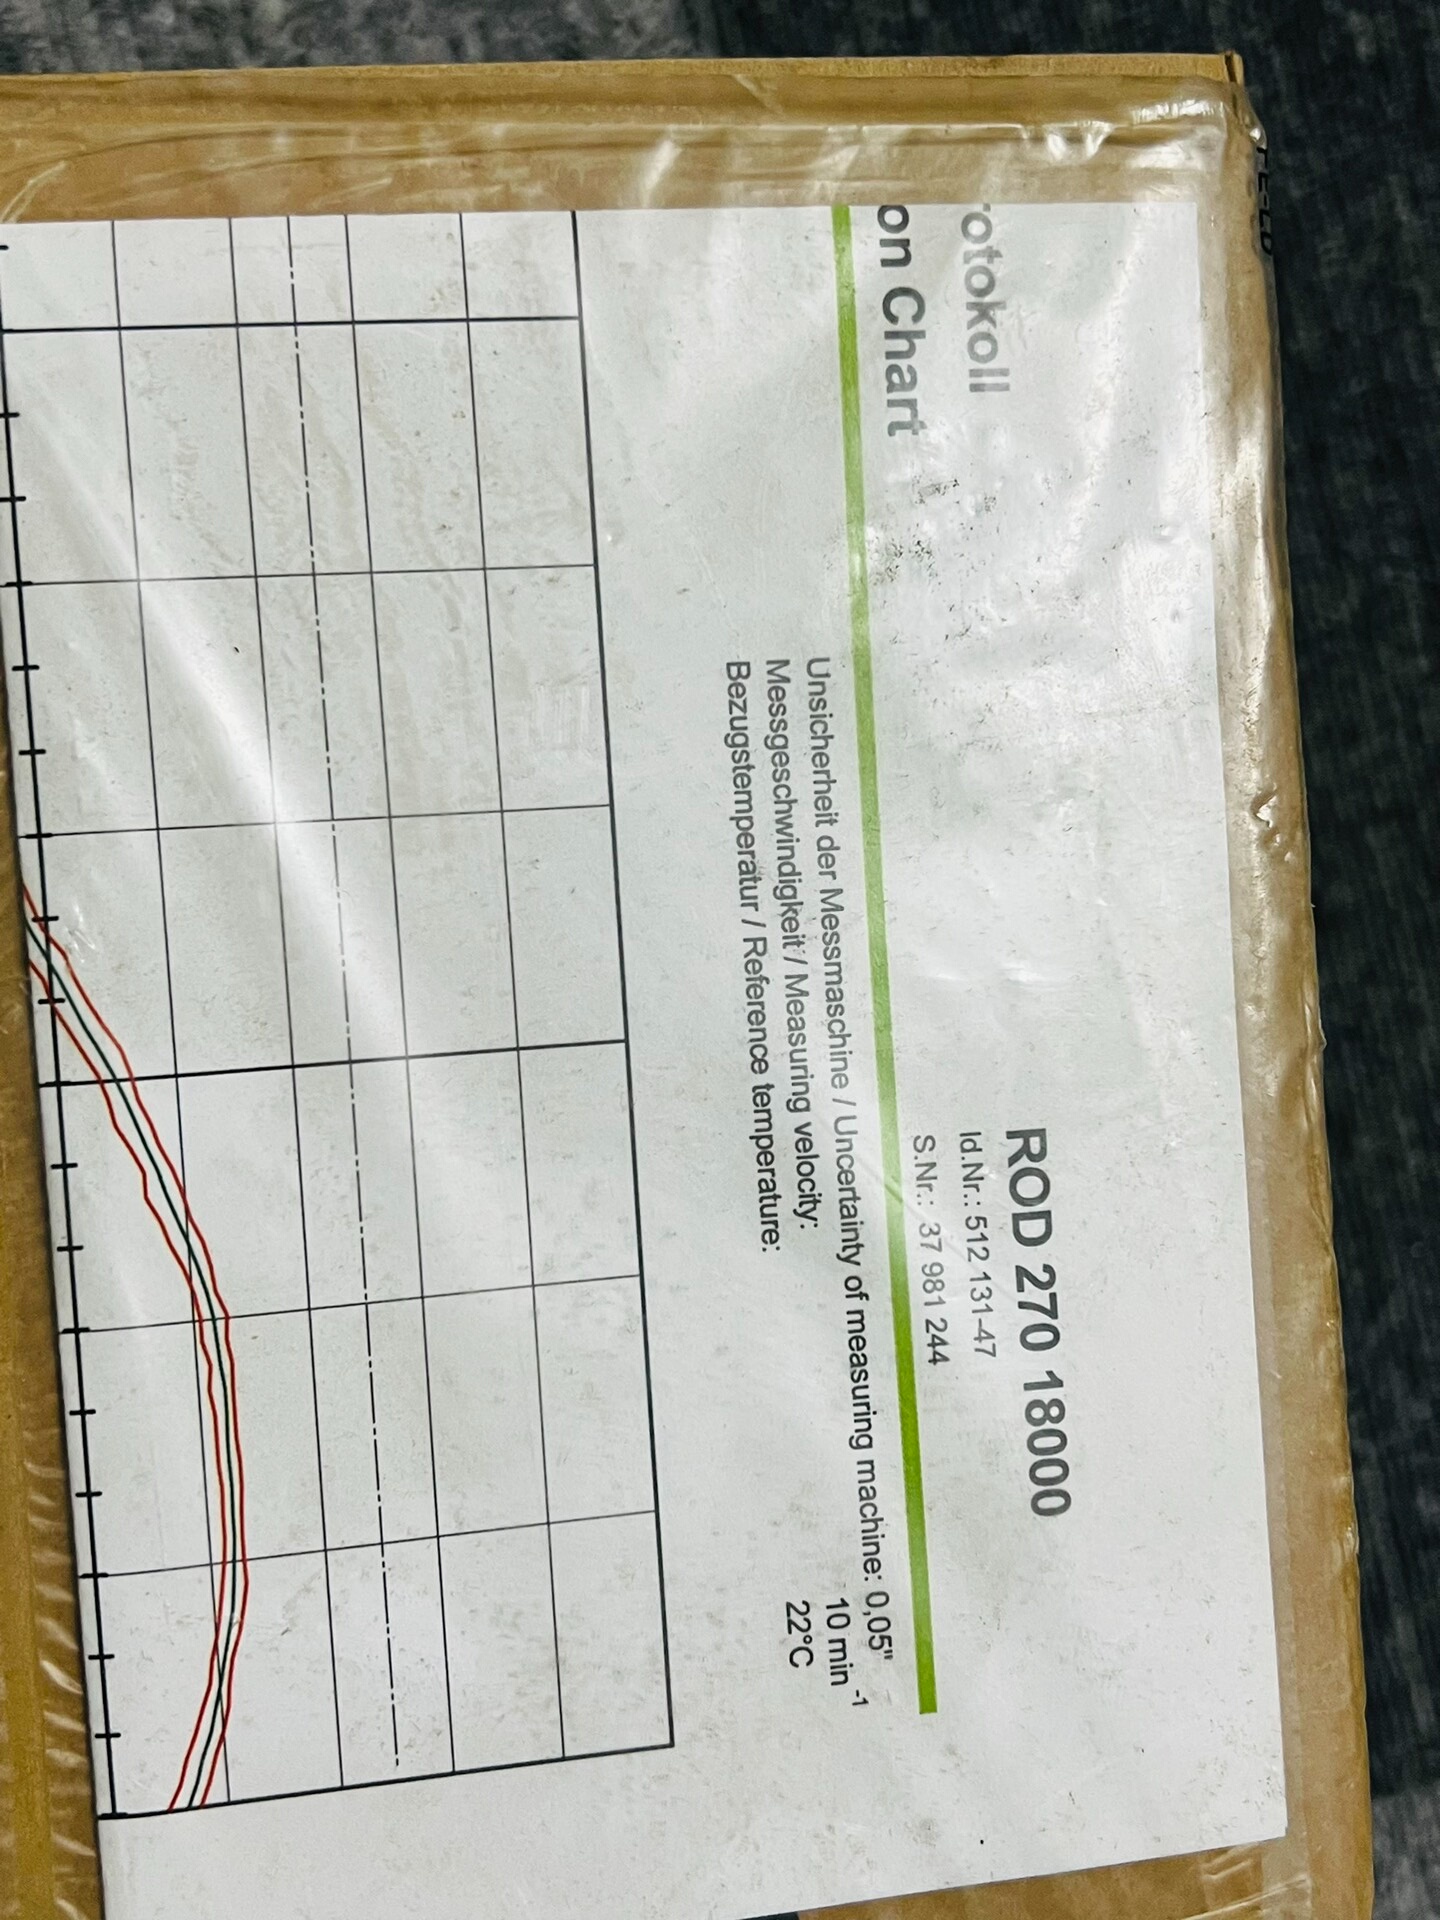 otokoll
on Chart
ROD 270 18000
Id.Nr.: 512 131-47
S.Nr.: 37 981 244
Unsicherheit der Messmaschine / Uncertainty of measuring machine: 0,05"
Messgeschwindigkeit / Measuring velocity: 10 min -1
Bezugstemperatur / Reference temperature: 22°C